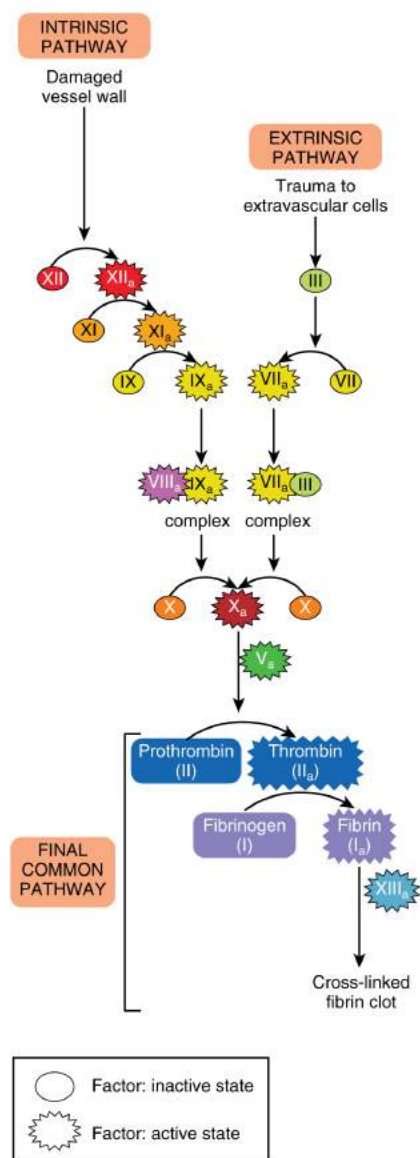 INTRINSIC
PATHWAY
Damaged
vessel wall
EXTRINSIC
PATHWAY
Trauma to
extravascular cells
XII
XIIa
III
XI
XIa
IX
IXa
VIIa
VII
VIIIa
IXa
VIIa
III
complex
complex
X
Xa
X
Va
Prothrombin
(II)
Thrombin
(IIa)
Fibrinogen
(I)
Fibrin
(Ia)
FINAL
COMMON
PATHWAY
XIIIa
Cross-linked
fibrin clot
Factor: inactive state
Factor: active state